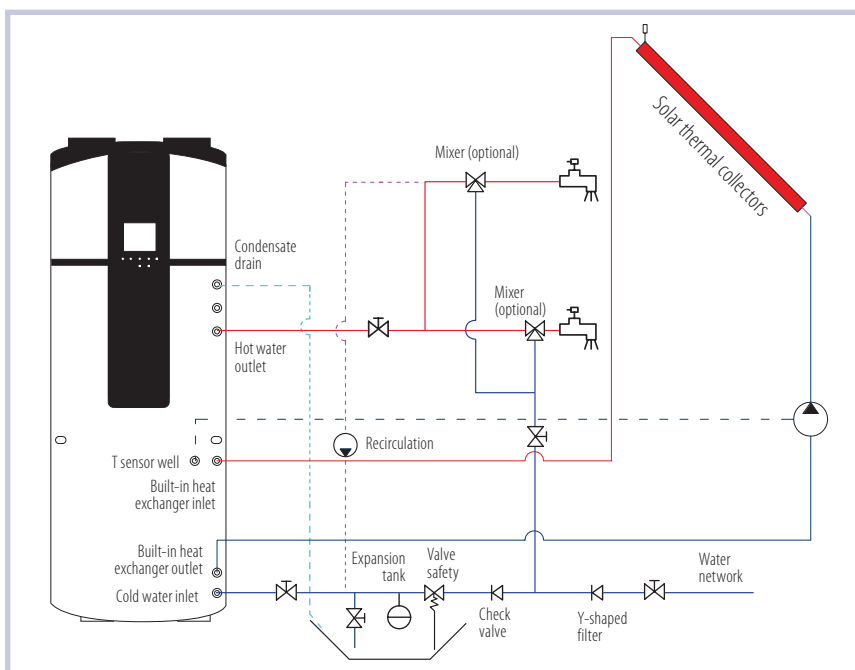 Solar thermal collectors
Mixer (optional)
Condensate
drain
Mixer
(optional)
Hot water
outlet
Recirculation
T sensor well
Built-in heat
exchanger inlet
Built-in heat
exchanger outlet
Expansion
tank
Valve
safety
Water
network
Cold water inlet
Check
valve
Y-shaped
filter